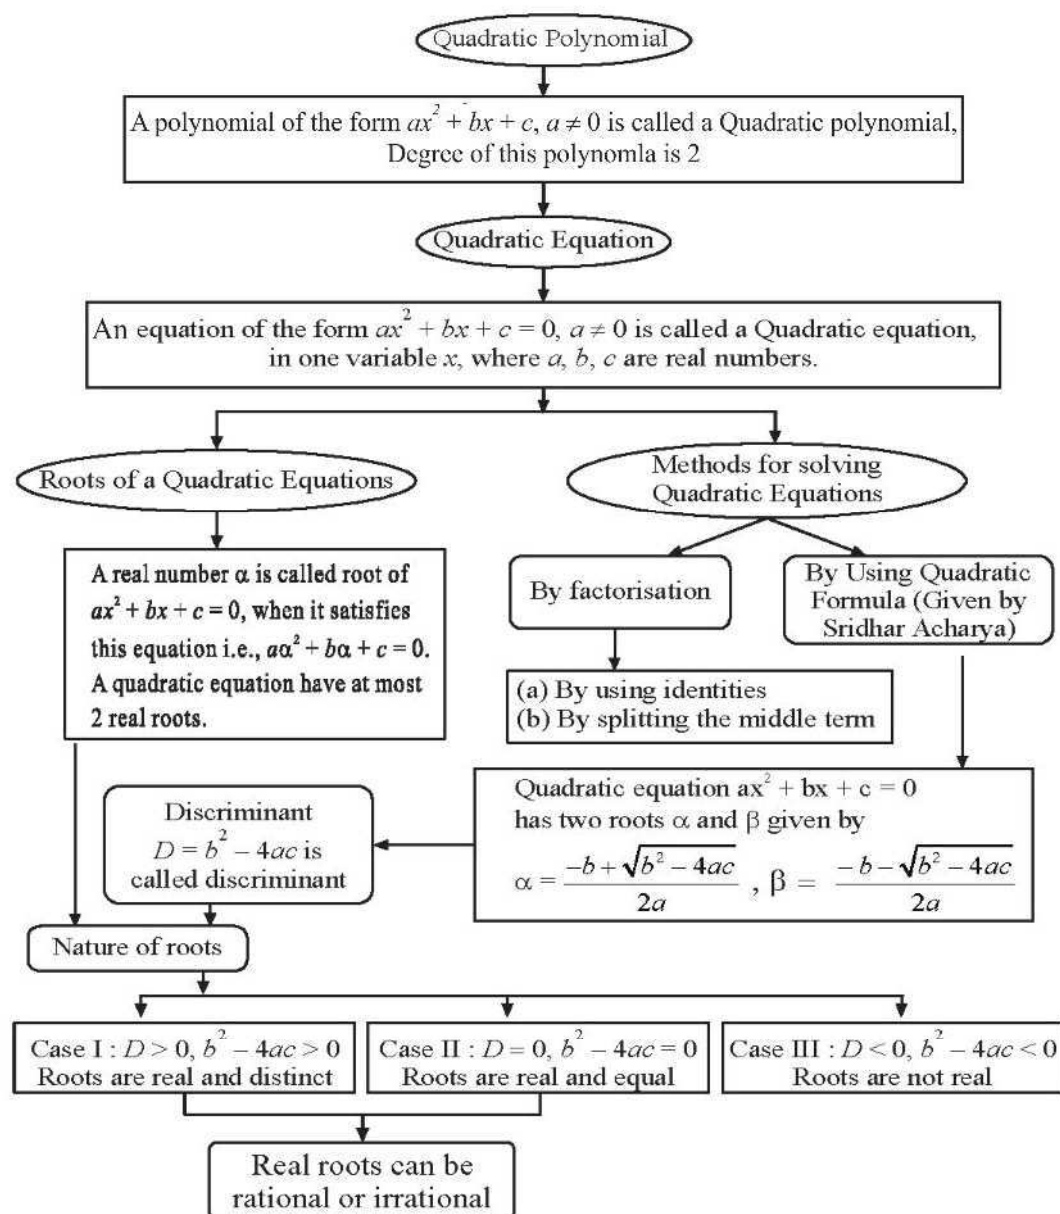 Quadratic Polynomial
A polynomial of the form ax² + bx + c, a ≠ 0 is called a Quadratic polynomial,
Degree of this polynomla is 2
Quadratic Equation
An equation of the form ax² + bx + c = 0, a ≠ 0 is called a Quadratic equation,
in one variable x, where a, b, c are real numbers.
Roots of a Quadratic Equations
A real number α is called root of
ax² + bx + c = 0, when it satisfies
this equation i.e., aα² + bα + c = 0.
A quadratic equation have at most
2 real roots.
Methods for solving
Quadratic Equations
By factorisation
(a) By using identities
(b) By splitting the middle term
By Using Quadratic
Formula (Given by
Sridhar Acharya)
Quadratic equation ax² + bx + c = 0
has two roots α and β given by
α = (-b + √(b² – 4ac))/2a , β = (-b – √(b² – 4ac))/2a
Discriminant
D = b² – 4ac is
called discriminant
Nature of roots
Case I : D > 0, b² – 4ac > 0
Roots are real and distinct
Case II : D = 0, b² – 4ac = 0
Roots are real and equal
Case III : D < 0, b² – 4ac < 0
Roots are not real
Real roots can be
rational or irrational